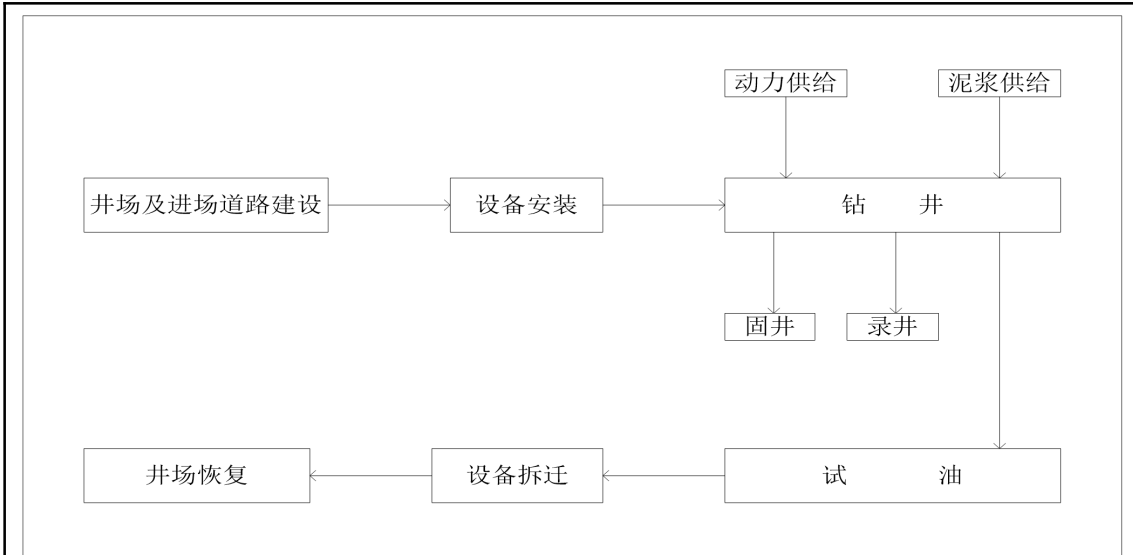 动力供给
泥浆供给
井场及进场道路建设
设备安装
钻 井
固井
录井
井场恢复
设备拆迁
试 油